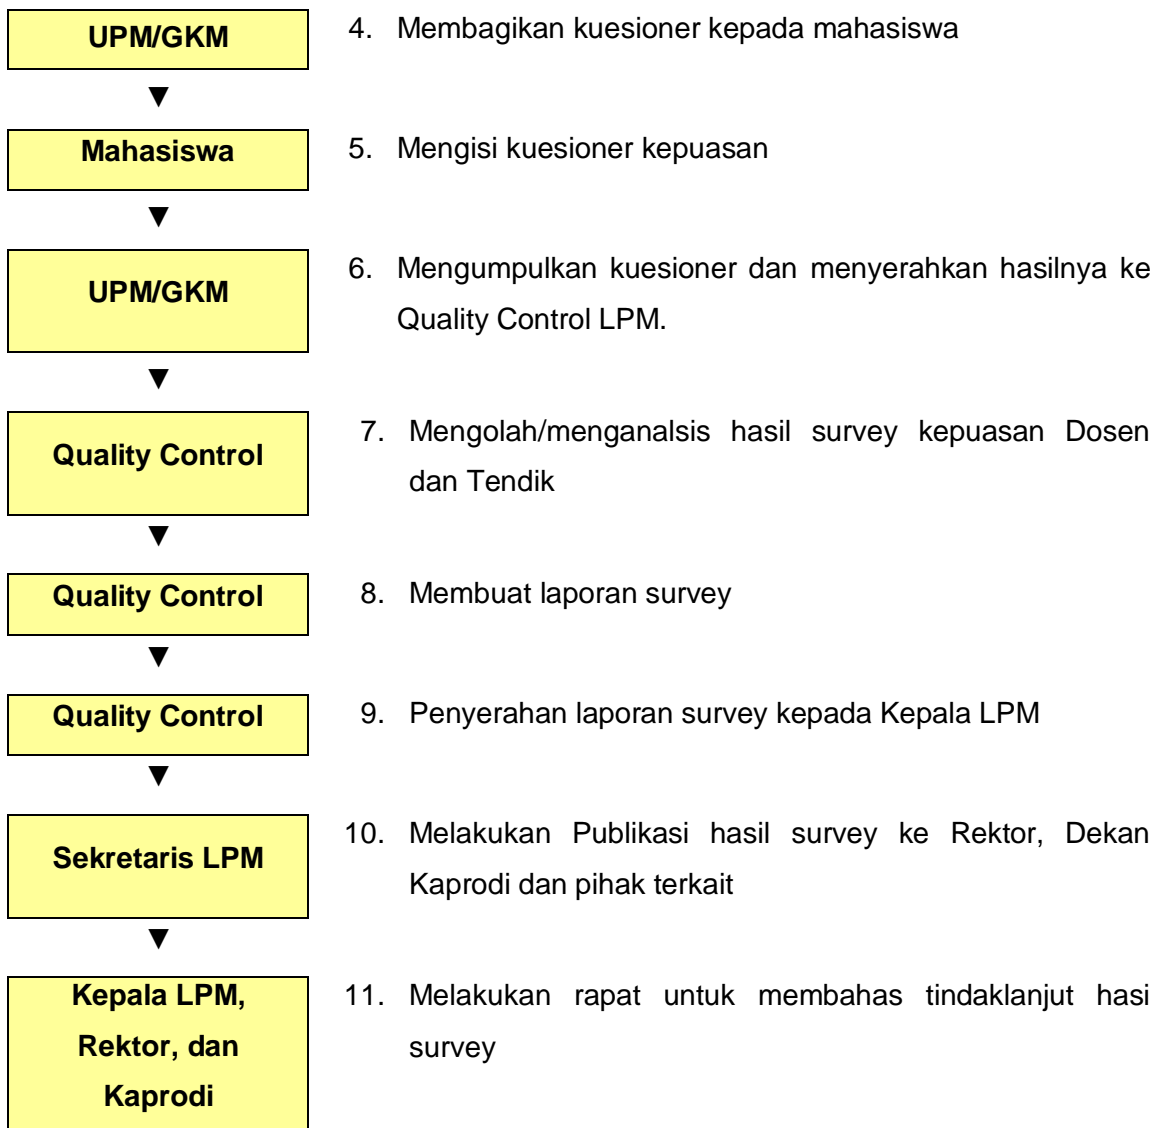 UPM/GKM
4. Membagikan kuesioner kepada mahasiswa
Mahasiswa
5. Mengisi kuesioner kepuasan
UPM/GKM
6. Mengumpulkan kuesioner dan menyerahkan hasilnya ke
Quality Control LPM.
Quality Control
7. Mengolah/menganalsis hasil survey kepuasan Dosen
dan Tendik
Quality Control
8. Membuat laporan survey
Quality Control
9. Penyerahan laporan survey kepada Kepala LPM
Sekretaris LPM
10. Melakukan Publikasi hasil survey ke Rektor, Dekan
Kaprodi dan pihak terkait
Kepala LPM,
Rektor, dan
Kaprodi
11. Melakukan rapat untuk membahas tindaklanjut hasi
survey